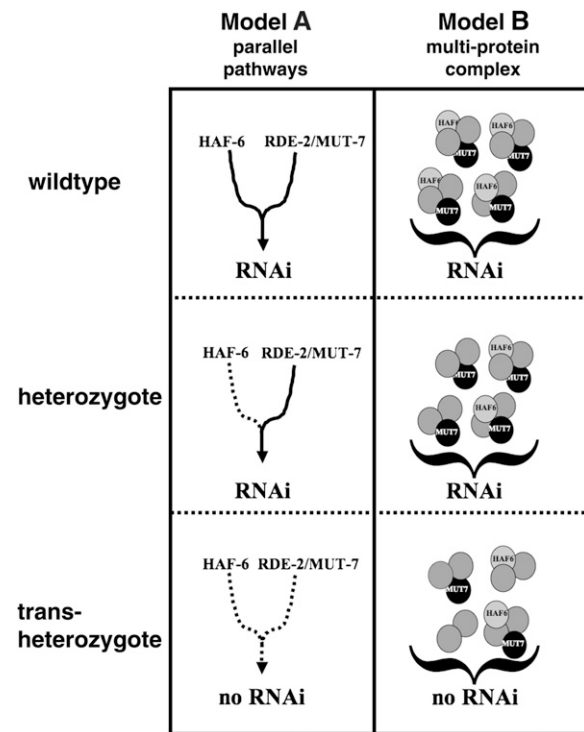 Model A
parallel
pathways
Model B
multi-protein
complex
wildtype
HAF-6 RDE-2/MUT-7
RNAi
HAF6
HAF6
MUT7
MUT7
HAF6
HAF6
MUT7
MUT7
RNAi
heterozygote
HAF-6 RDE-2/MUT-7
RNAi
HAF6
MUT7
MUT7
HAF6
MUT7
MUT7
RNAi
trans-
heterozygote
HAF-6 RDE-2/MUT-7
no RNAi
HAF6
MUT7
HAF6
MUT7
no RNAi